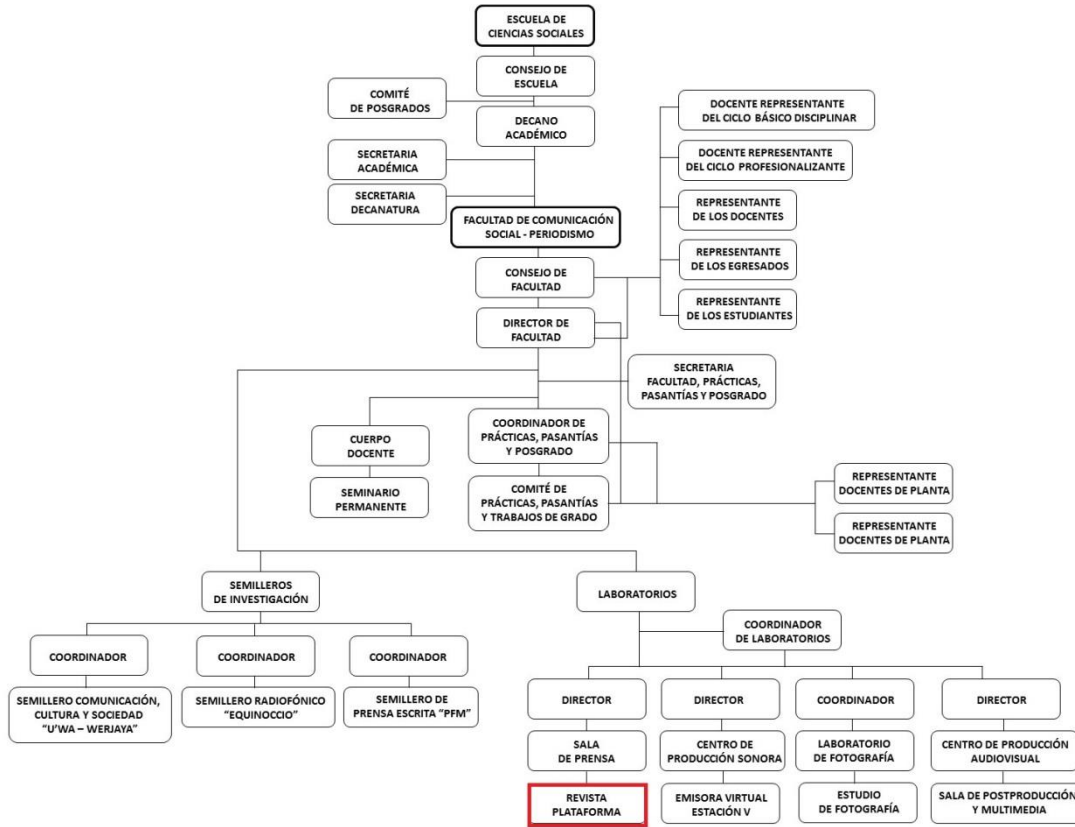 ESCUELA DE
CIENCIAS SOCIALES
CONSEJO DE
ESCUELA
COMITÉ
DE POSGRADOS
DECANO
ACADÉMICO
SECRETARIA
ACADÉMICA
SECRETARIA
DECANATURA
FACULTAD DE COMUNICACIÓN
SOCIAL - PERIODISMO
CONSEJO DE
FACULTAD
DOCENTE REPRESENTANTE
DEL CICLO BÁSICO DISCIPLINAR
DOCENTE REPRESENTANTE
DEL CICLO PROFESIONALIZANTE
REPRESENTANTE
DE LOS DOCENTES
REPRESENTANTE
DE LOS EGRESADOS
REPRESENTANTE
DE LOS ESTUDIANTES
DIRECTOR DE
FACULTAD
SECRETARIA
FACULTAD, PRÁCTICAS,
PASANTÍAS Y POSGRADO
CUERPO
DOCENTE
SEMINARIO
PERMANENTE
COORDINADOR DE
PRÁCTICAS, PASANTÍAS
Y POSGRADO
COMITÉ DE
PRÁCTICAS, PASANTÍAS
Y TRABAJOS DE GRADO
REPRESENTANTE
DOCENTES DE PLANTA
REPRESENTANTE
DOCENTES DE PLANTA
SEMILLEROS
DE INVESTIGACIÓN
COORDINADOR
COORDINADOR
COORDINADOR
SEMILLERO COMUNICACIÓN,
CULTURA Y SOCIEDAD
"U'WA – WERJAYA"
SEMILLERO RADIOFÓNICO
"EQUINOCCIO"
SEMILLERO DE
PRENSA ESCRITA "PFM"
LABORATORIOS
COORDINADOR
DE LABORATORIOS
DIRECTOR
DIRECTOR
COORDINADOR
DIRECTOR
SALA
DE PRENSA
CENTRO DE
PRODUCCIÓN SONORA
LABORATORIO
DE FOTOGRAFÍA
CENTRO DE PRODUCCIÓN
AUDIOVISUAL
REVISTA
PLATAFORMA
EMISORA VIRTUAL
ESTACIÓN V
ESTUDIO
DE FOTOGRAFÍA
SALA DE POSTPRODUCCIÓN
Y MULTIMEDIA